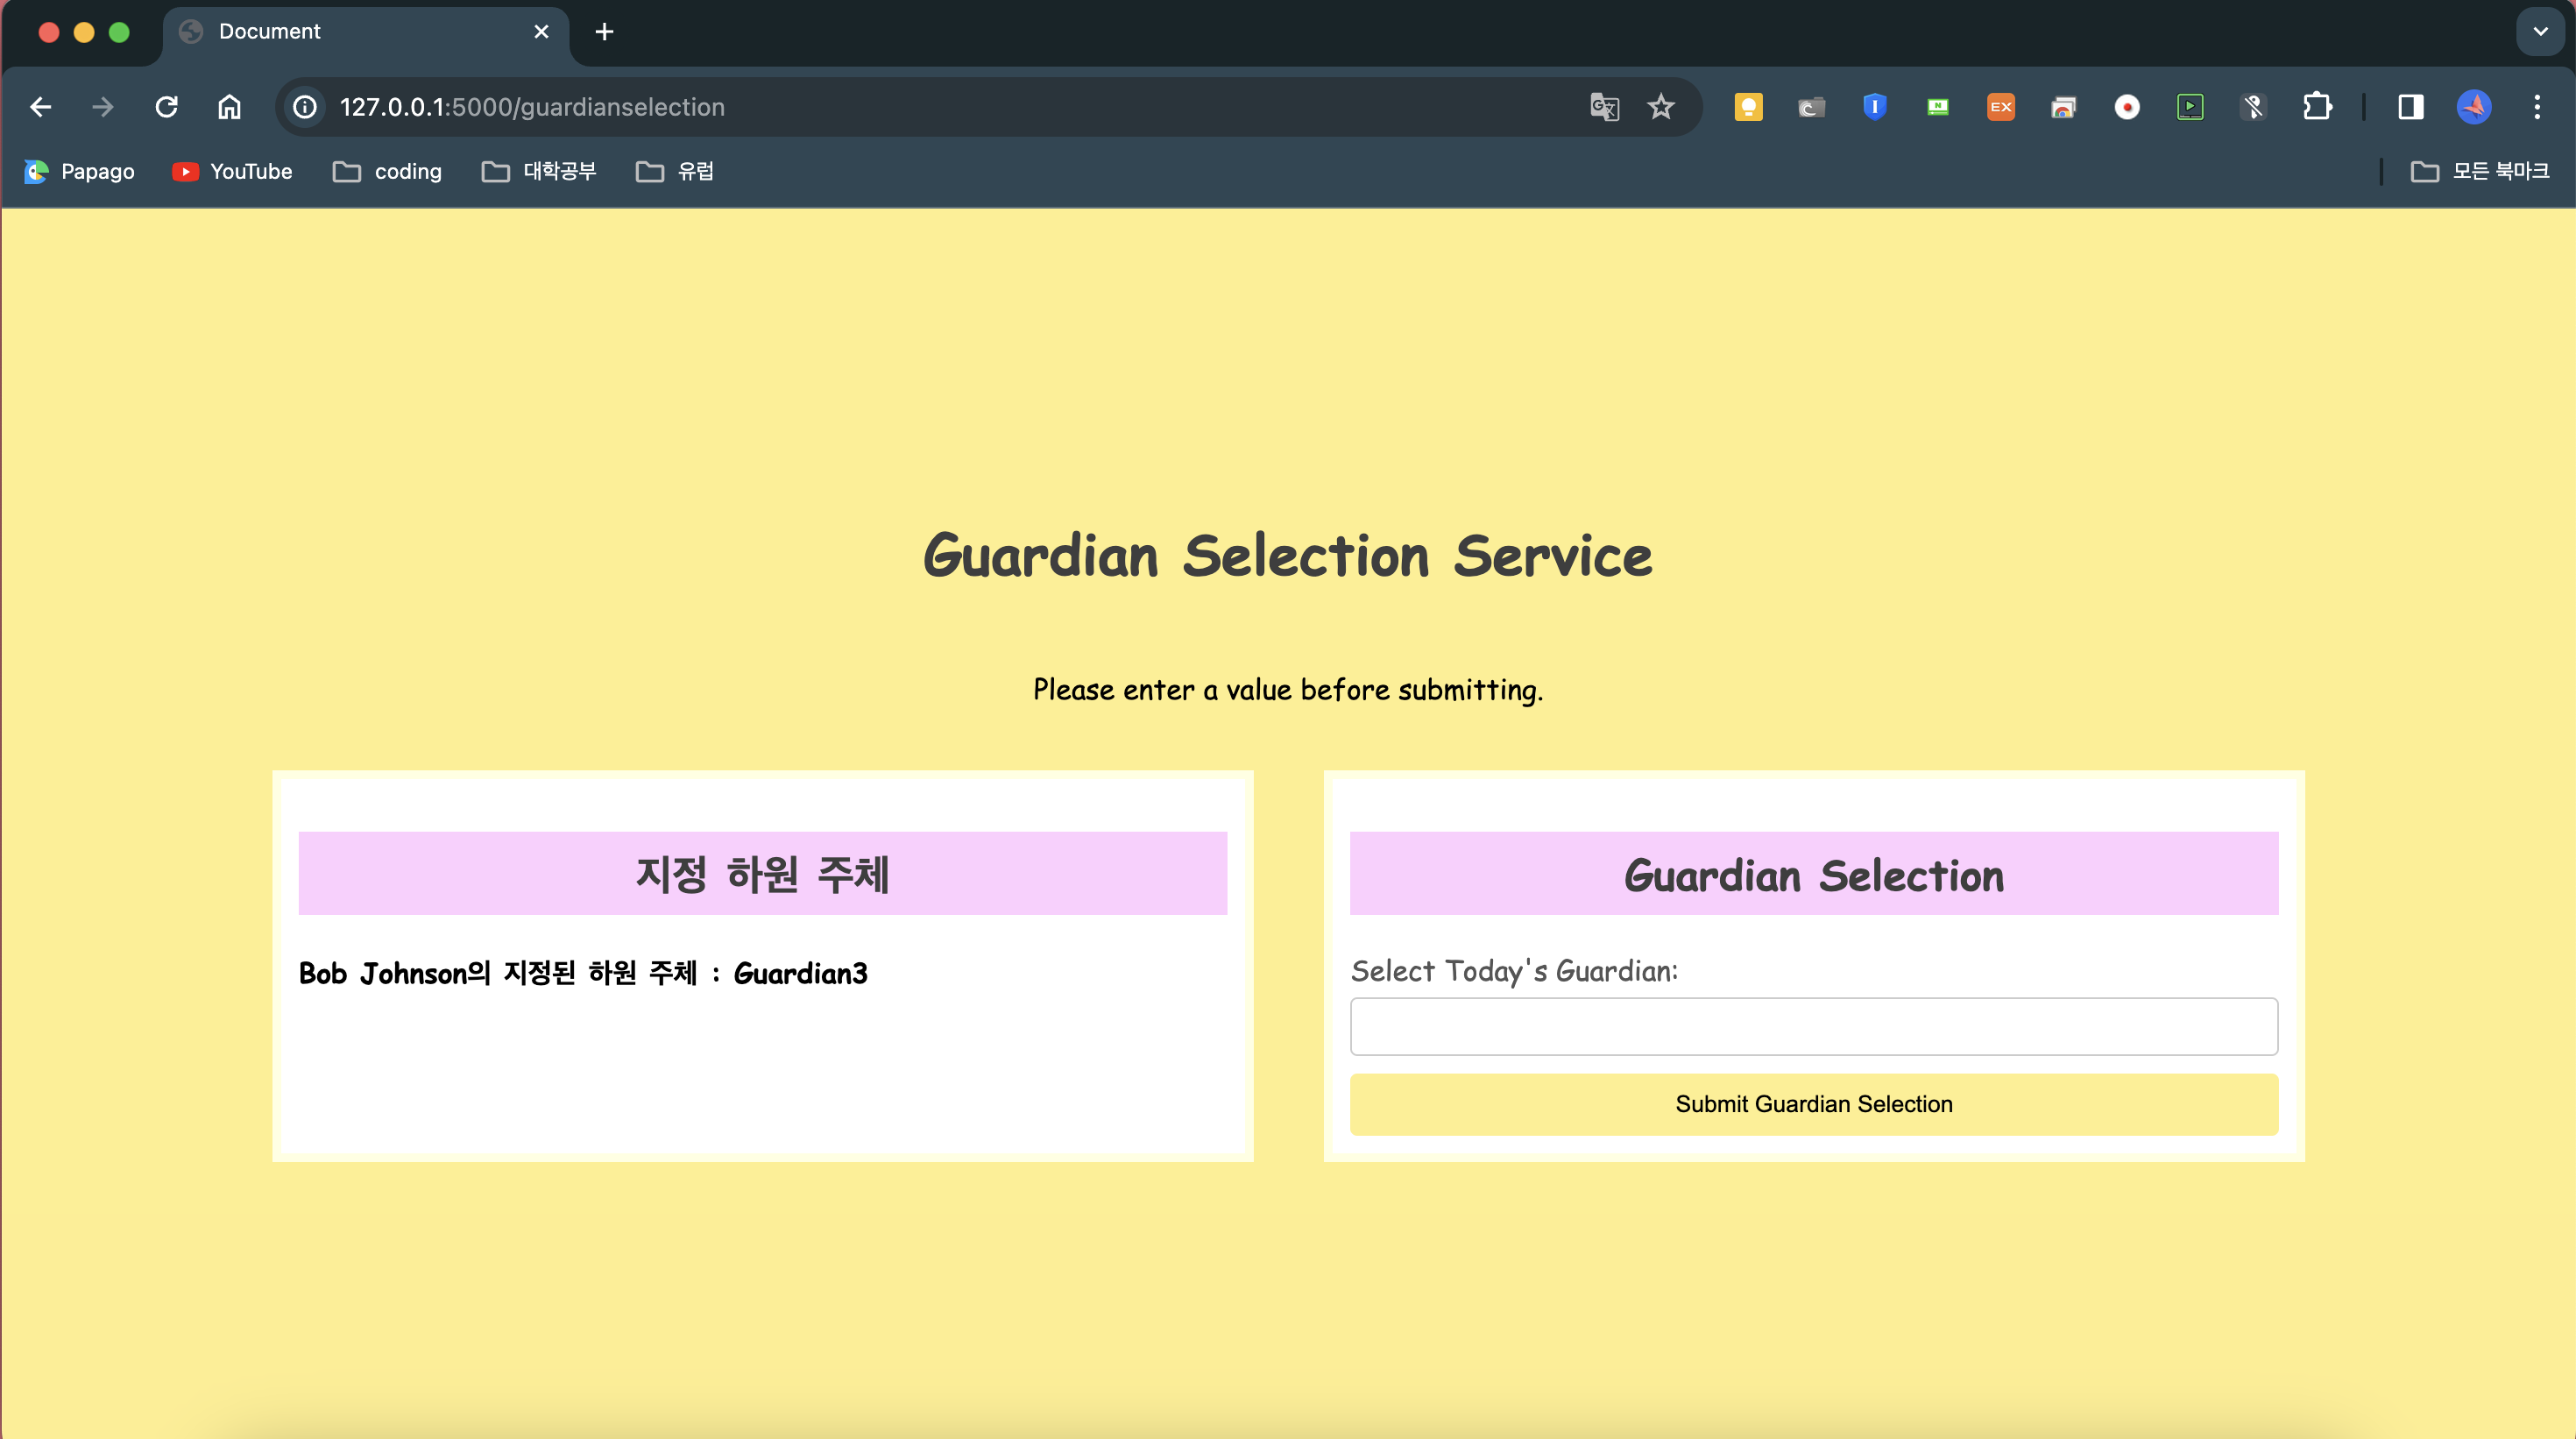 Document
127.0.0.1:5000/guardianselection
EX
Papago
YouTube
coding
대학공부
유럽
모든 북마크
Guardian Selection Service
Please enter a value before submitting.
지정 하원 주체
Bob Johnson의 지정된 하원 주체 : Guardian3
Guardian Selection
Select Today's Guardian:
Submit Guardian Selection